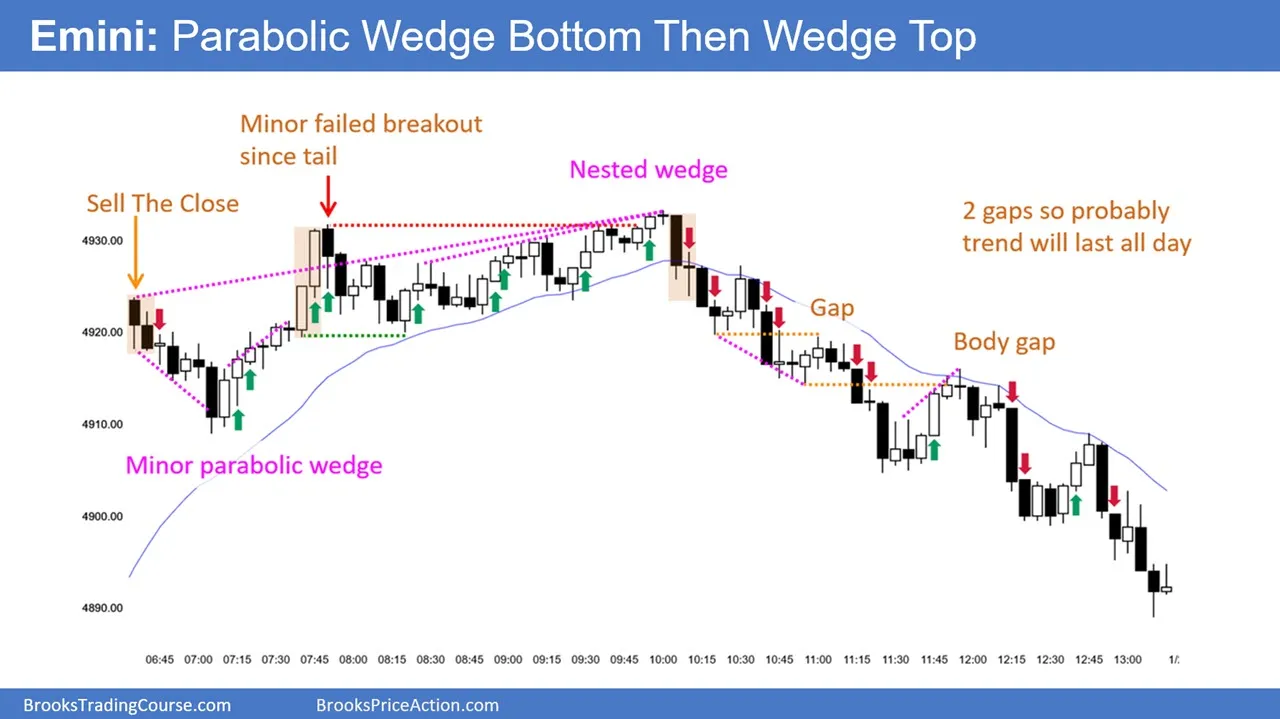 Emini: Parabolic Wedge Bottom Then Wedge Top
Minor failed breakout
since tail
Nested wedge
Sell The Close
2 gaps so probably
trend will last all day
4930.00
Gap
4920.00
Body gap
4910.00
Minor parabolic wedge
4900.00
4890.00
06:45 07:00 07:15 07:30 07:45 08:00 08:15 08:30 08:45 09:00 09:15 09:30 09:45 10:00 10:15 10:30 10:45 11:00 11:15 11:30 11:45 12:00 12:15 12:30 12:45 13:00
BrooksTradingCourse.com BrooksPriceAction.com